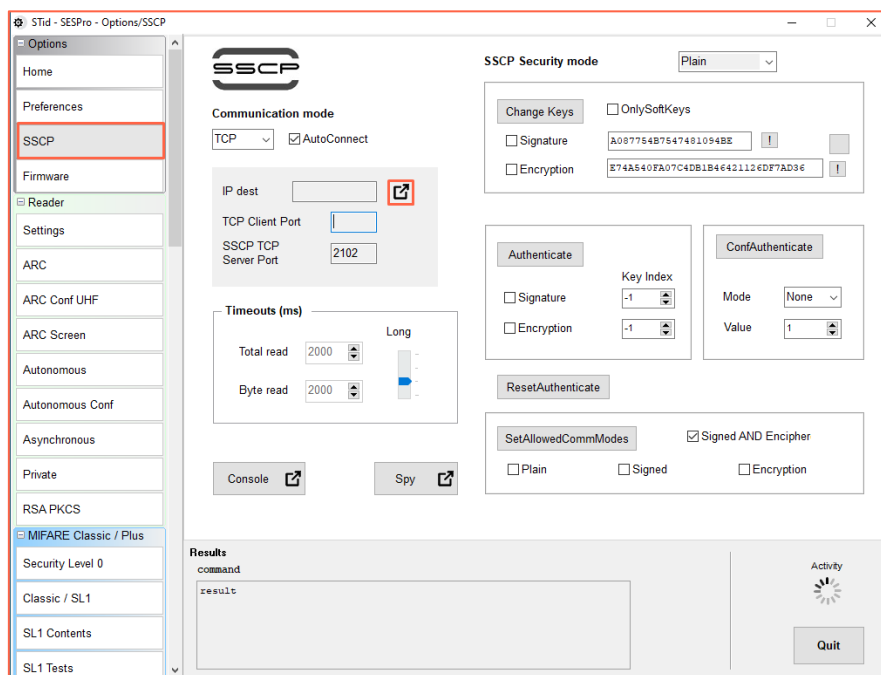 STid - SESPro - Options/SSCP
Options
Home
Preferences
SSCP
Firmware
Reader
Settings
ARC
ARC Conf UHF
ARC Screen
Autonomous
Autonomous Conf
Asynchronous
Private
RSA PKCS
MIFARE Classic / Plus
Security Level 0
Classic / SL1
SL1 Contents
SL1 Tests
SSCP
Communication mode
TCP
AutoConnect
IP dest
TCP Client Port
SSCP TCP
Server Port
2102
Timeouts (ms)
Long
Total read 2000
Byte read 2000
Console
Spy
SSCP Security mode
Plain
Change Keys
OnlySoftKeys
Signature
A087754B7547481094BE
!
Encryption
E74A540FA07C4DB1B46421126DF7AD36
!
Authenticate
Key Index
Signature
-1
Encryption
-1
ConfAuthenticate
Mode
None
Value
1
ResetAuthenticate
SetAllowedCommModes
Signed AND Encipher
Plain
Signed
Encryption
Results
command
result
Activity
Quit